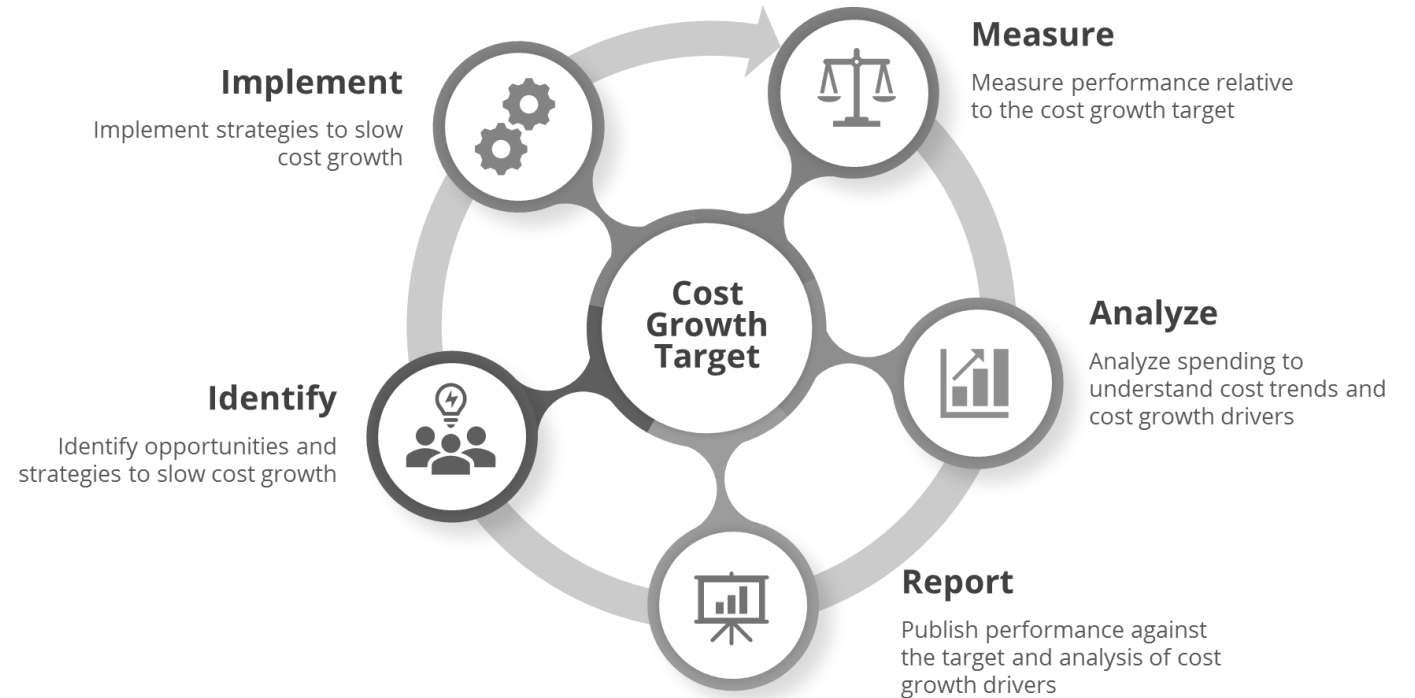 Measure
Measure performance relative
to the cost growth target
Analyze
Analyze spending to
understand cost trends and
cost growth drivers
Report
Publish performance against
the target and analysis of cost
growth drivers
Identify
Identify opportunities and
strategies to slow cost growth
Implement
Implement strategies to slow
cost growth
Cost
Growth
Target